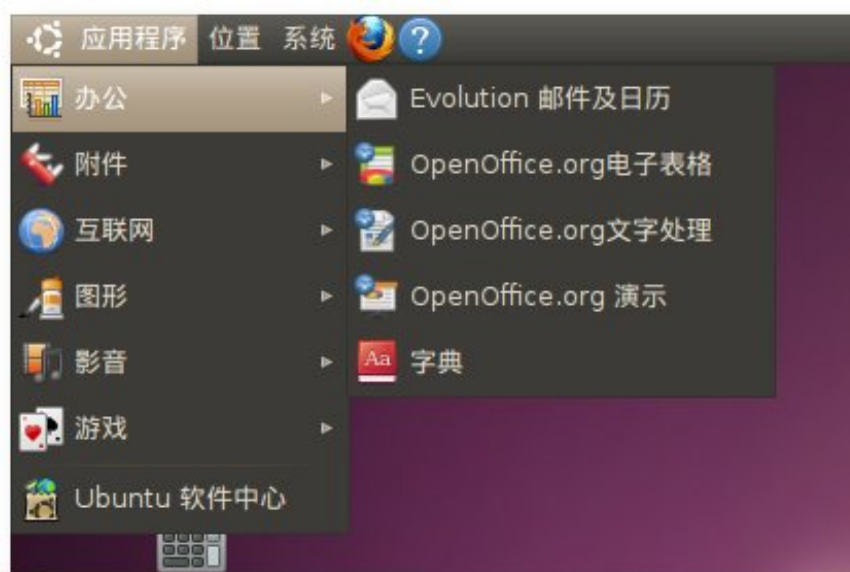 应用程序 位置 系统 ?
办公
附件
互联网
图形
影音
游戏
Ubuntu 软件中心
Evolution 邮件及日历
OpenOffice.org电子表格
OpenOffice.org文字处理
OpenOffice.org 演示
Aa 字典